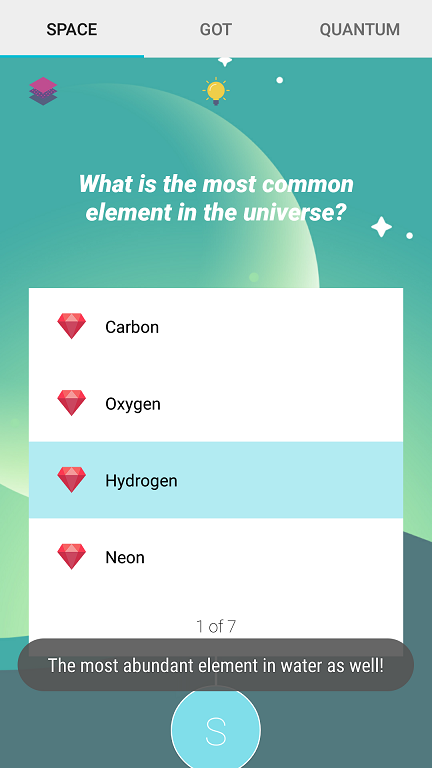 SPACE GOT QUANTUM
What is the most common
element in the universe?
Carbon
Oxygen
Hydrogen
Neon
1 of 7
The most abundant element in water as well!
S